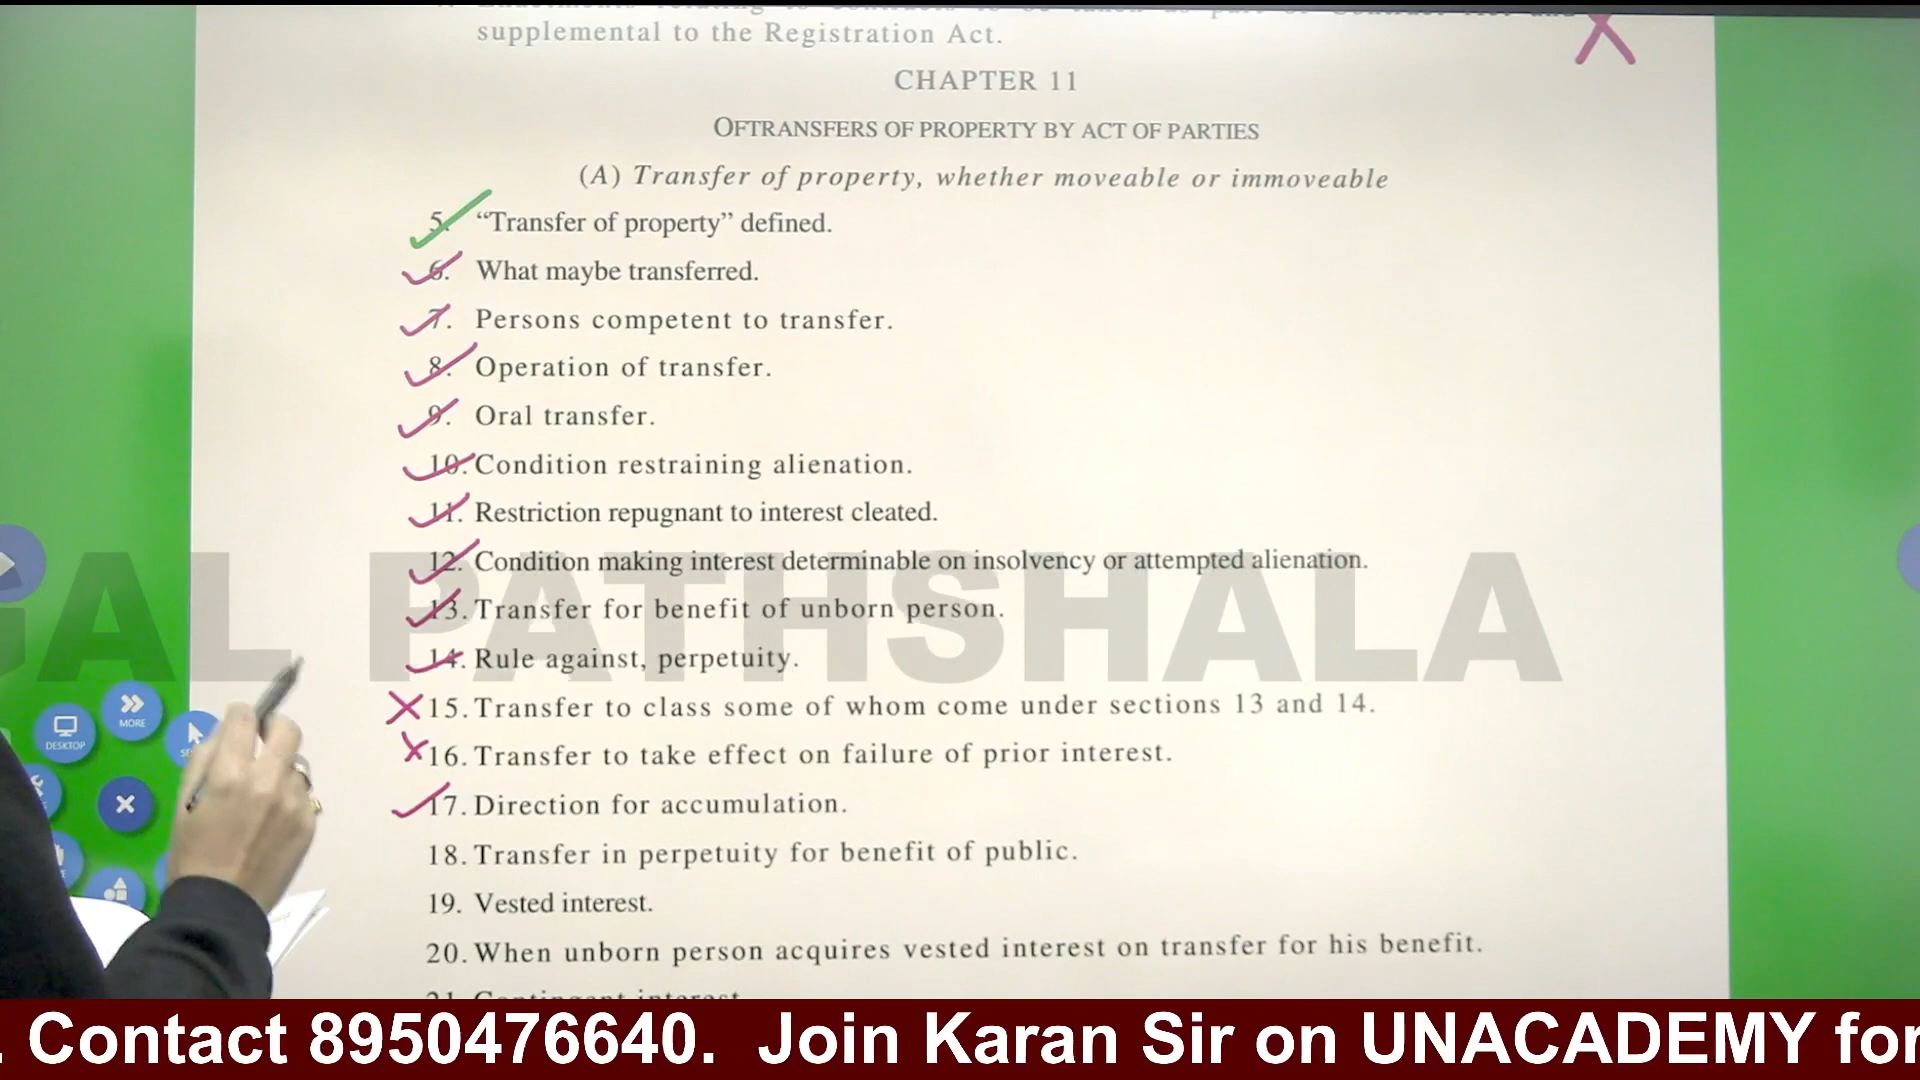 supplemental to the Registration Act.
CHAPTER 11
OFTRANSFERS OF PROPERTY BY ACT OF PARTIES
(A) Transfer of property, whether moveable or immoveable
5. “Transfer of property” defined.
6. What maybe transferred.
7. Persons competent to transfer.
8. Operation of transfer.
9. Oral transfer.
10. Condition restraining alienation.
11. Restriction repugnant to interest cleated.
12. Condition making interest determinable on insolvency or attempted alienation.
13. Transfer for benefit of unborn person.
14. Rule against, perpetuity.
15. Transfer to class some of whom come under sections 13 and 14.
16. Transfer to take effect on failure of prior interest.
17. Direction for accumulation.
18. Transfer in perpetuity for benefit of public.
19. Vested interest.
20. When unborn person acquires vested interest on transfer for his benefit.
21. Contingent interest
GAL PATHSHALA
MORE
DESKTOP
. Contact 8950476640. Join Karan Sir on UNACADEMY for